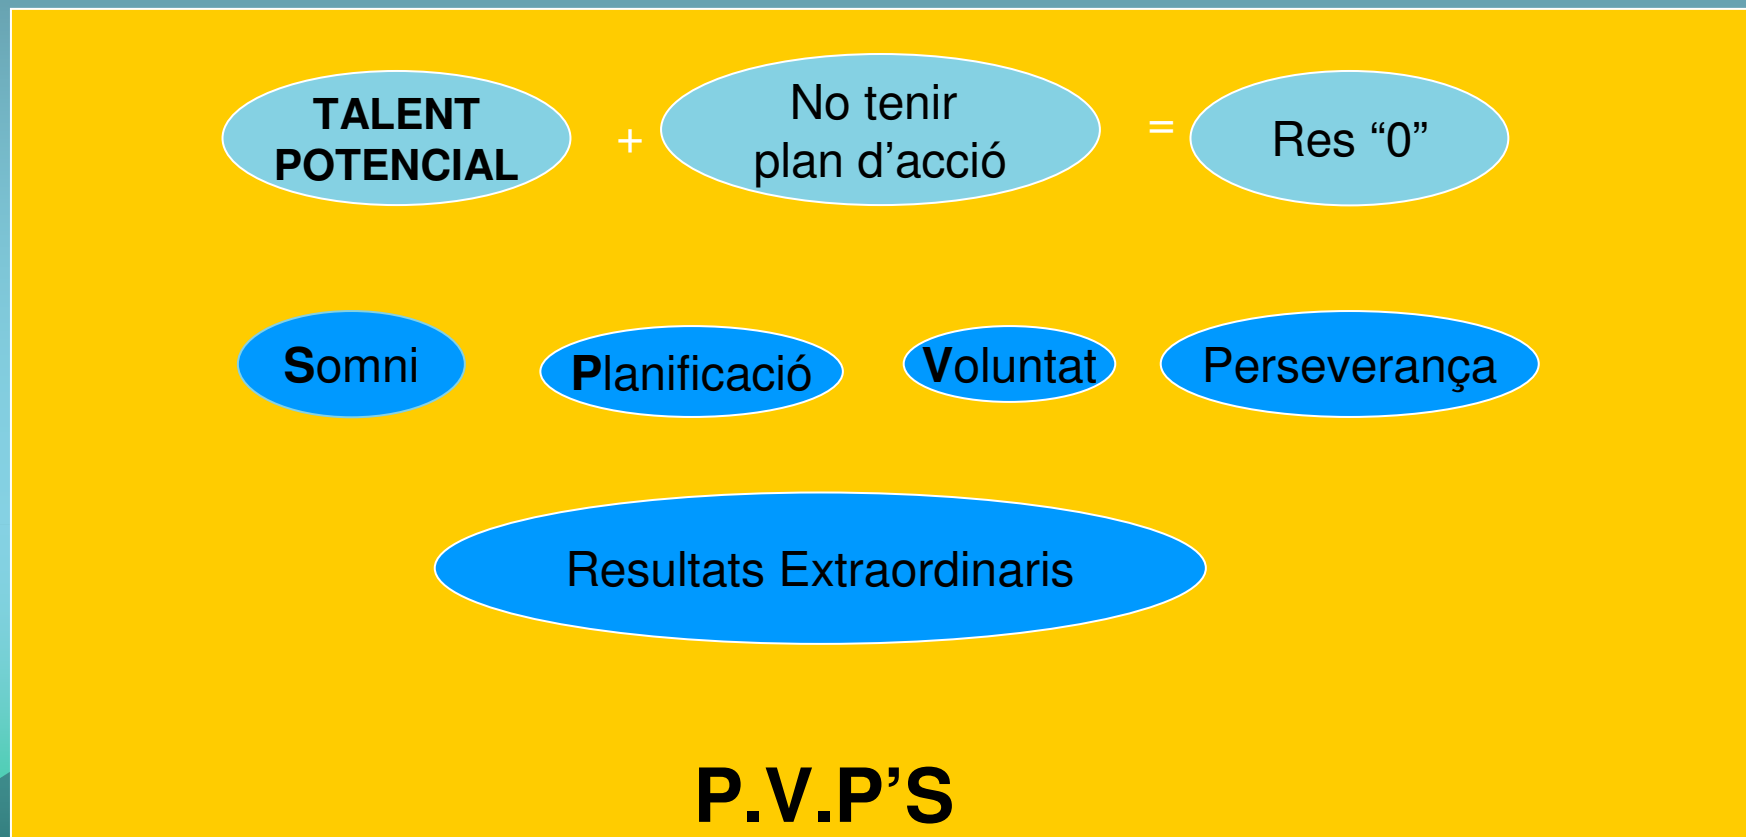 TALENT
POTENCIAL
+
No tenir
plan d’acció
=
Res “0”
Somni
Planificació
Voluntat
Perseverança
Resultats Extraordinaris
P.V.P’S